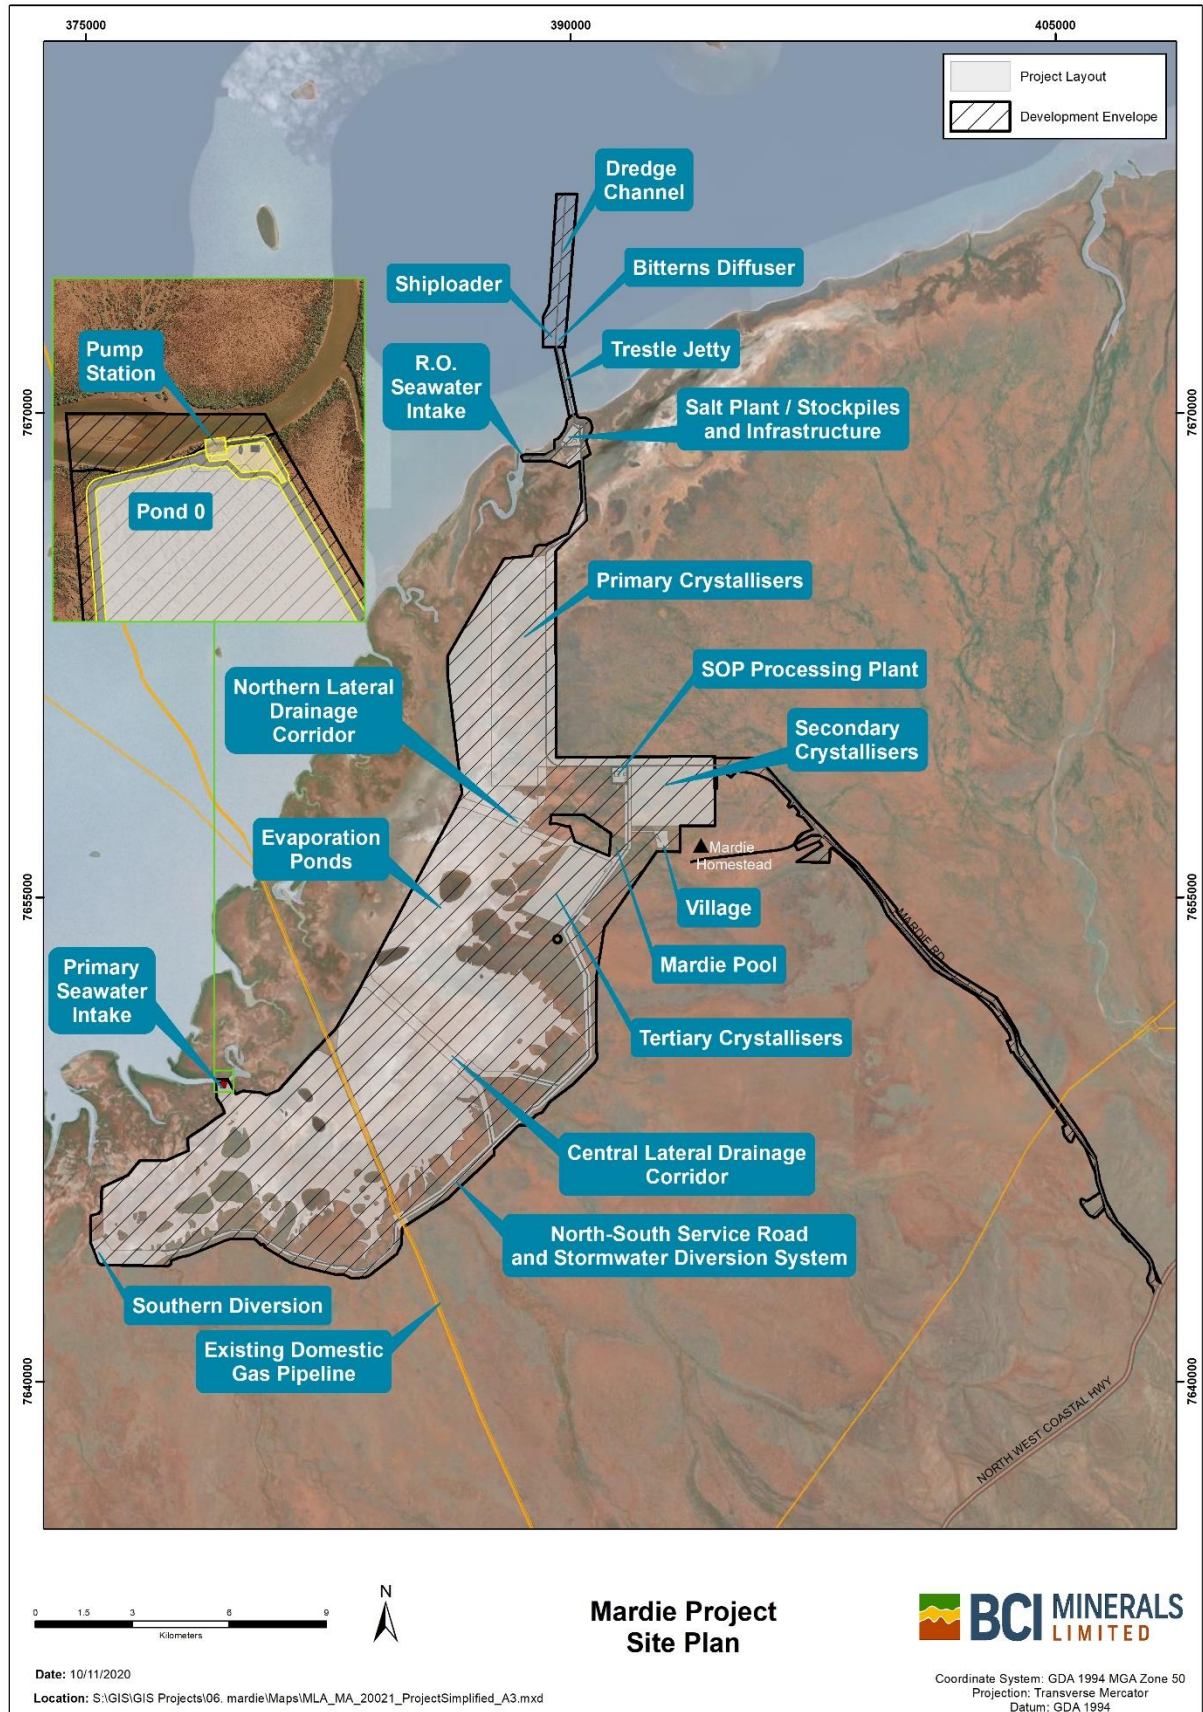 375000
390000
405000
Project Layout
Development Envelope
Dredge
Channel
Bitterns Diffuser
Shiploader
Trestle Jetty
R.O.
Seawater
Intake
Pump
Station
Salt Plant / Stockpiles
and Infrastructure
7670000
7670000
Pond 0
Primary Crystallisers
SOP Processing Plant
Northern Lateral
Drainage
Corridor
Secondary
Crystallisers
Evaporation
Ponds
Mardie
Homestead
7655000
7655000
Village
MARDIE RD
Mardie Pool
Primary
Seawater
Intake
Tertiary Crystallisers
Central Lateral Drainage
Corridor
North-South Service Road
and Stormwater Diversion System
Southern Diversion
Existing Domestic
Gas Pipeline
7640000
7640000
NORTH WEST COASTAL HWY
0 1.5 3 6 9
Kilometers
N
Mardie Project
Site Plan
BCI MINERALS
LIMITED
Date: 10/11/2020
Location: S:\GIS\GIS Projects\06. mardie\Maps\MLA_MA_20021_ProjectSimplified_A3.mxd
Coordinate System: GDA 1994 MGA Zone 50
Projection: Transverse Mercator
Datum: GDA 1994